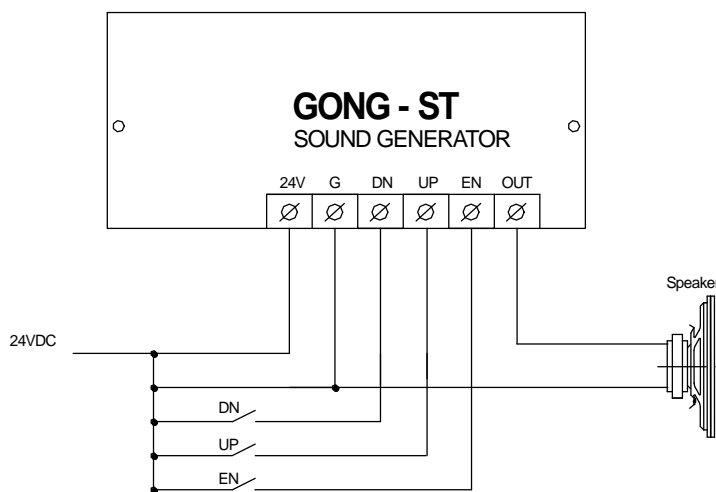 GONG - ST
SOUND GENERATOR
24V G DN UP EN OUT
Speaker
24VDC
DN
UP
EN